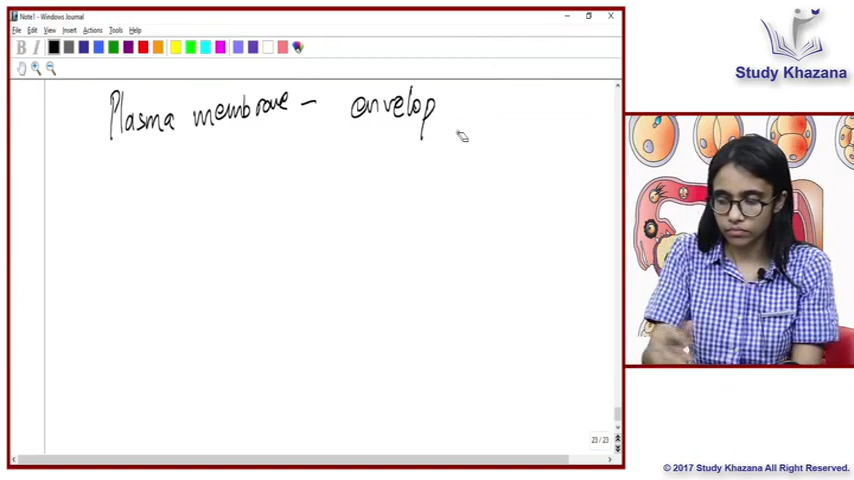 Note1 - Windows Journal
File Edit View Insert Actions Tools Help
B I
Plasma membrane - envelop
23 / 23
Study Khazana
© 2017 Study Khazana All Right Reserved.